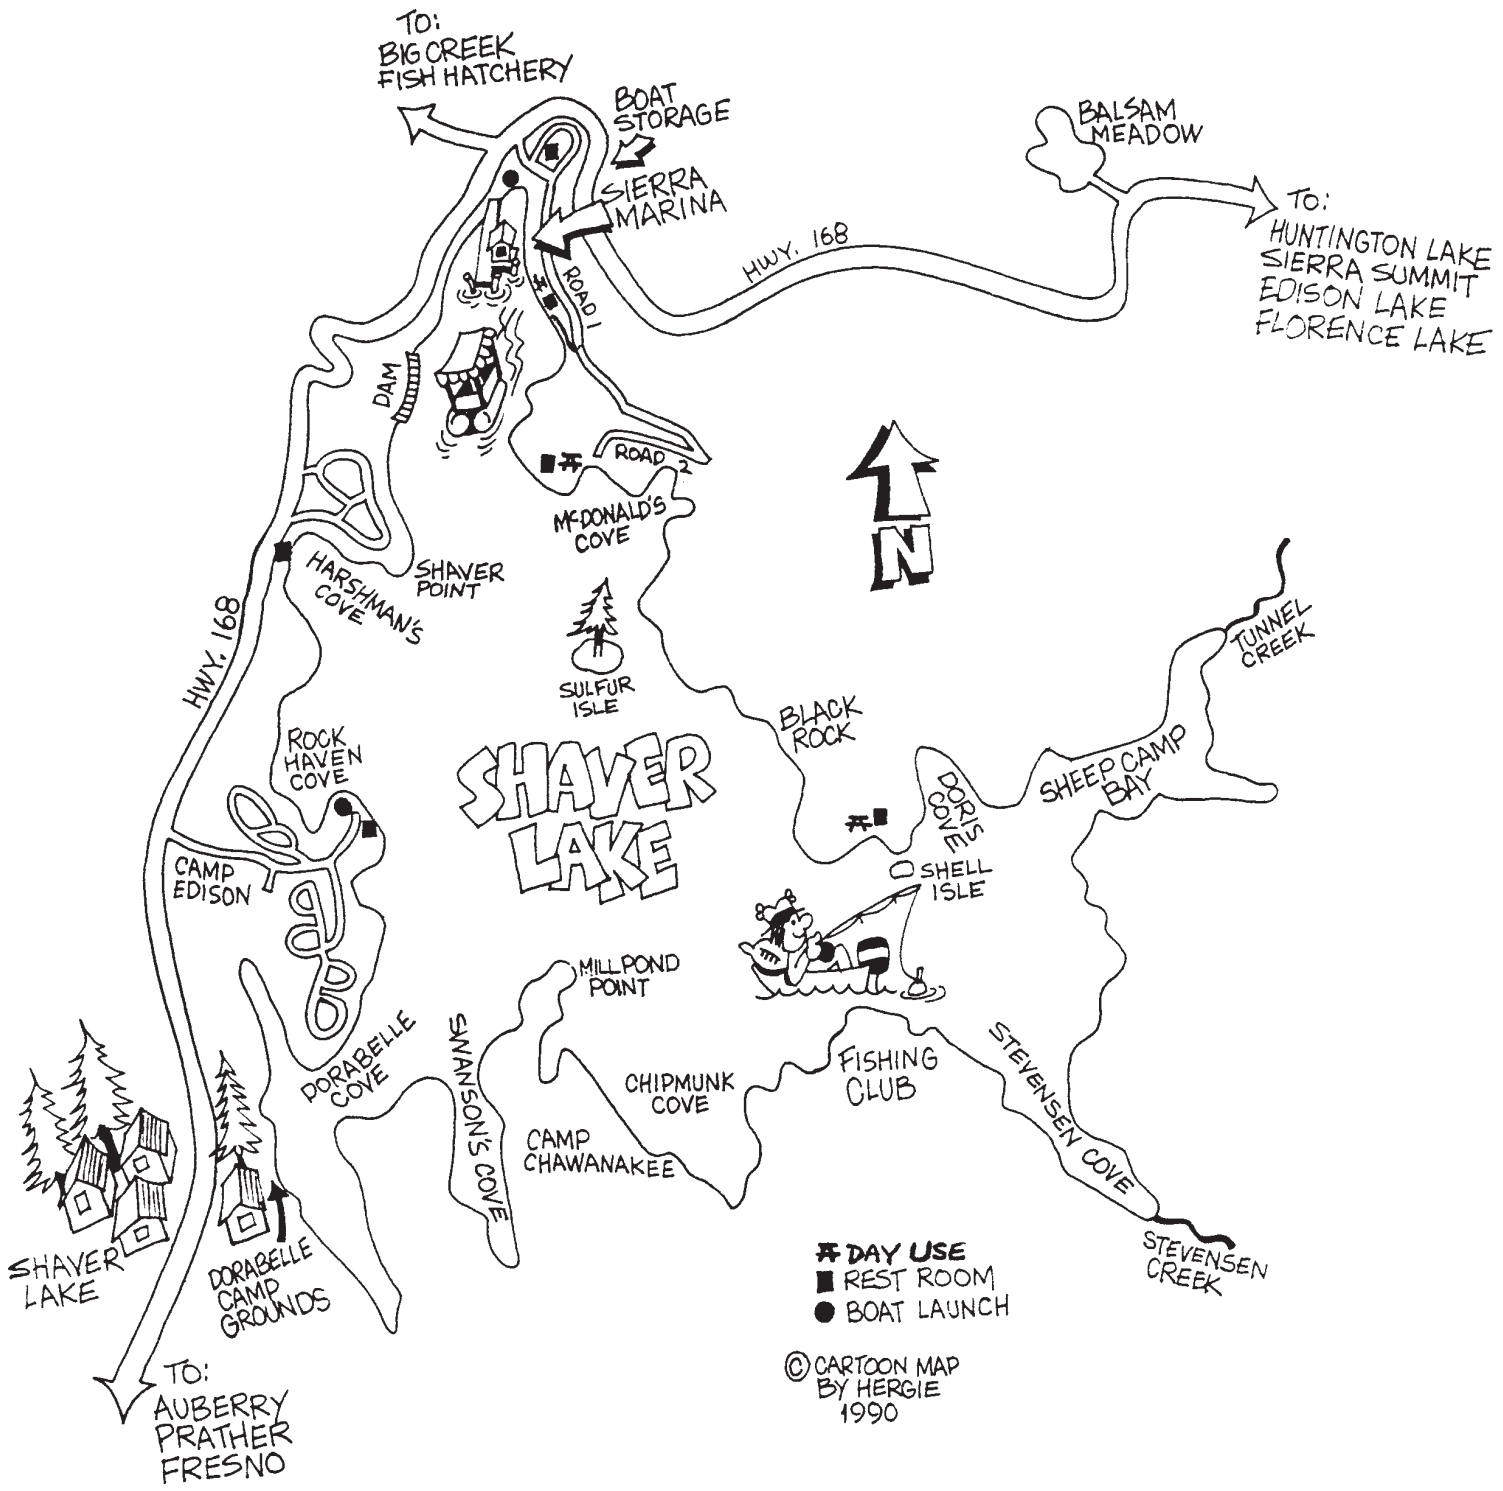 TO:
BIG CREEK
FISH HATCHERY
BOAT
STORAGE
SIERRA
MARINA
BALSAM
MEADOW
TO:
HUNTINGTON LAKE
SIERRA SUMMIT
EDISON LAKE
FLORENCE LAKE
HWY. 168
ROAD 1
DAM
ROAD 2
McDONALD'S
COVE
N
SHAVER
POINT
HARSHMAN'S
COVE
HWY. 168
SULFUR
ISLE
TUNNEL
CREEK
ROCK
HAVEN
COVE
SHAVER
LAKE
BLACK
ROCK
SHEEP CAMP
BAY
DORIS
COVE
SHELL
ISLE
CAMP
EDISON
MILLPOND
POINT
DORABELLE
COVE
SWANSON'S COVE
CHIPMUNK
COVE
FISHING
CLUB
STEVENSEN COVE
CAMP
CHAWANAKEE
STEVENSEN
CREEK
SHAVER
LAKE
DORABELLE
CAMP
GROUNDS
DAY USE
REST ROOM
BOAT LAUNCH
© CARTOON MAP
BY HERGIE
1990
TO:
AUBERRY
PRATHER
FRESNO